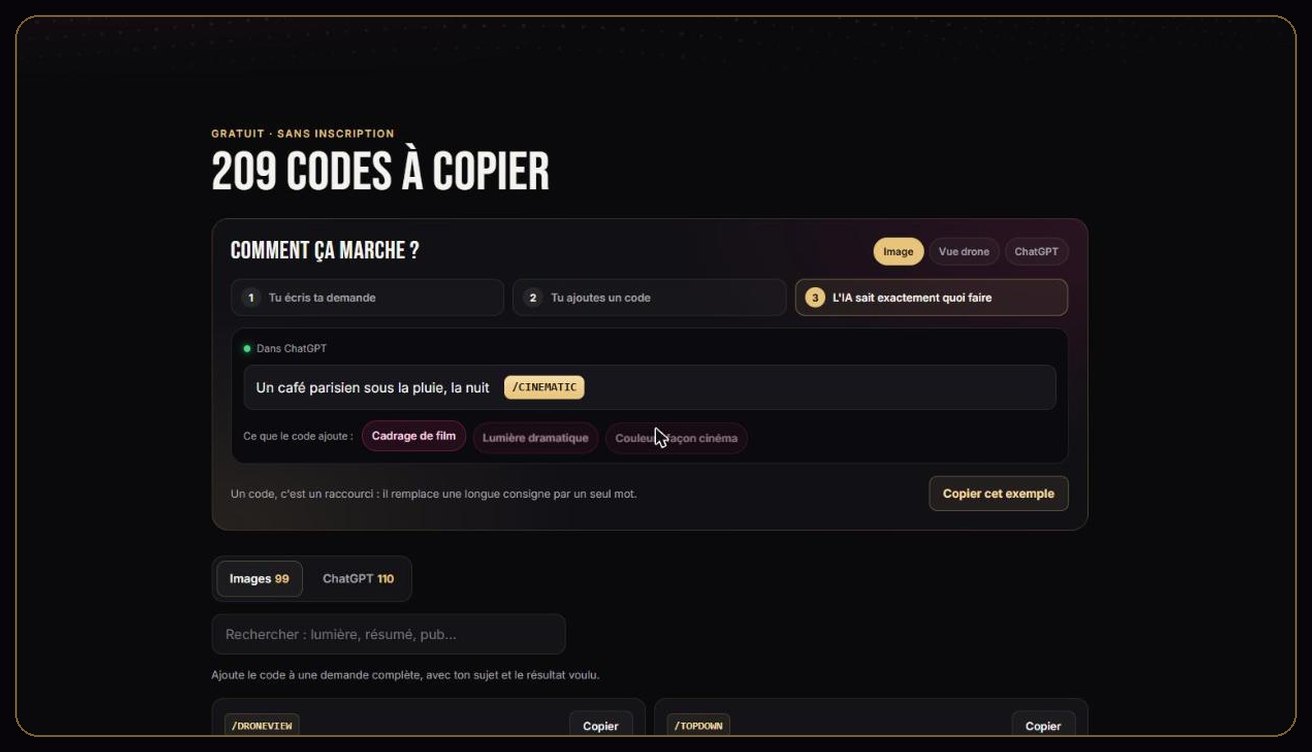 GRATUIT · SANS INSCRIPTION
209 CODES À COPIER
COMMENT ÇA MARCHE ?
Image
Vue drone
ChatGPT
1 Tu écris ta demande
2 Tu ajoutes un code
3 L'IA sait exactement quoi faire
Dans ChatGPT
Un café parisien sous la pluie, la nuit /CINEMATIC
Ce que le code ajoute : Cadrage de film Lumière dramatique façon cinéma
Un code, c'est un raccourci : il remplace une longue consigne par un seul mot.
Copier cet exemple
Images 99 ChatGPT 110
Rechercher : lumière, résumé, pub...
Ajoute le code à une demande complète, avec ton sujet et le résultat voulu.
/DRONEVIEW Copier
/TOPDOWN Copier